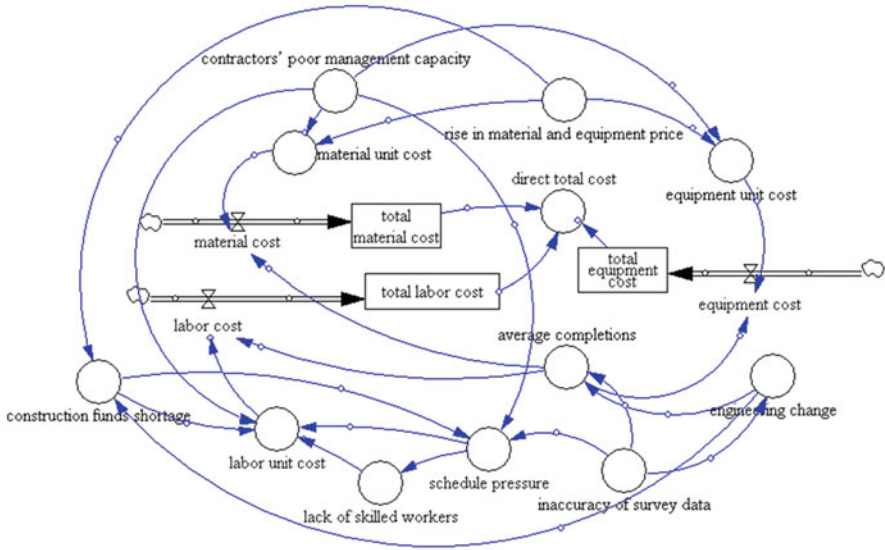 contractors' poor management capacity
rise in material and equipment price
material unit cost
direct total cost
equipment unit cost
total
material cost
material cost
total
equipment
cost
total labor cost
equipment cost
labor cost
average completions
construction funds shortage
engineering change
labor unit cost
schedule pressure
inaccuracy of survey data
lack of skilled workers